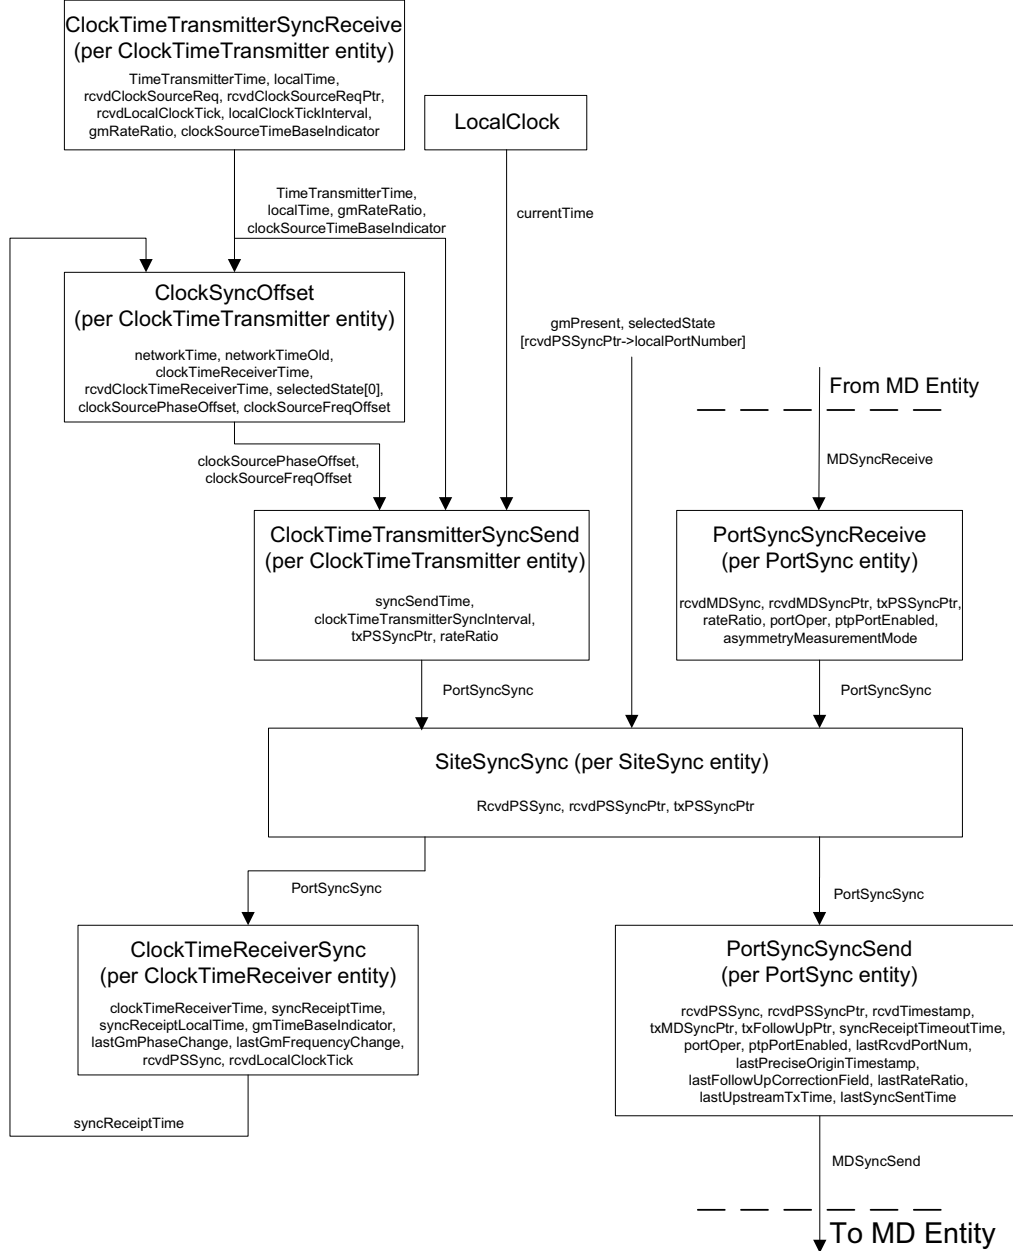 ClockTimeTransmitterSyncReceive
(per ClockTimeTransmitter entity)
TimeTransmitterTime, localTime,
rcvdClockSourceReq, rcvdClockSourceReqPtr,
rcvdLocalClockTick, localClockTickInterval,
gmRateRatio, clockSourceTimeBaseIndicator
LocalClock
TimeTransmitterTime,
localTime, gmRateRatio,
clockSourceTimeBaseIndicator
currentTime
ClockSyncOffset
(per ClockTimeTransmitter entity)
networkTime, networkTimeOld,
clockTimeReceiverTime,
rcvdClockTimeReceiverTime, selectedState[0],
clockSourcePhaseOffset, clockSourceFreqOffset
gmPresent, selectedState
[rcvdPSSyncPtr->localPortNumber]
From MD Entity
clockSourcePhaseOffset,
clockSourceFreqOffset
MDSyncReceive
ClockTimeTransmitterSyncSend
(per ClockTimeTransmitter entity)
syncSendTime,
clockTimeTransmitterSyncInterval,
txPSSyncPtr, rateRatio
PortSyncSyncReceive
(per PortSync entity)
rcvdMDSync, rcvdMDSyncPtr, txPSSyncPtr,
rateRatio, portOper, ptpPortEnabled,
asymmetryMeasurementMode
PortSyncSync
PortSyncSync
SiteSyncSync (per SiteSync entity)
RcvdPSSync, rcvdPSSyncPtr, txPSSyncPtr
PortSyncSync
PortSyncSync
ClockTimeReceiverSync
(per ClockTimeReceiver entity)
clockTimeReceiverTime, syncReceiptTime,
syncReceiptLocalTime, gmTimeBaseIndicator,
lastGmPhaseChange, lastGmFrequencyChange,
rcvdPSSync, rcvdLocalClockTick
PortSyncSyncSend
(per PortSync entity)
rcvdPSSync, rcvdPSSyncPtr, rcvdTimestamp,
txMDSyncPtr, txFollowUpPtr, syncReceiptTimeoutTime,
portOper, ptpPortEnabled, lastRcvdPortNum,
lastPreciseOriginTimestamp,
lastFollowUpCorrectionField, lastRateRatio,
lastUpstreamTxTime, lastSyncSentTime
syncReceiptTime
MDSyncSend
To MD Entity